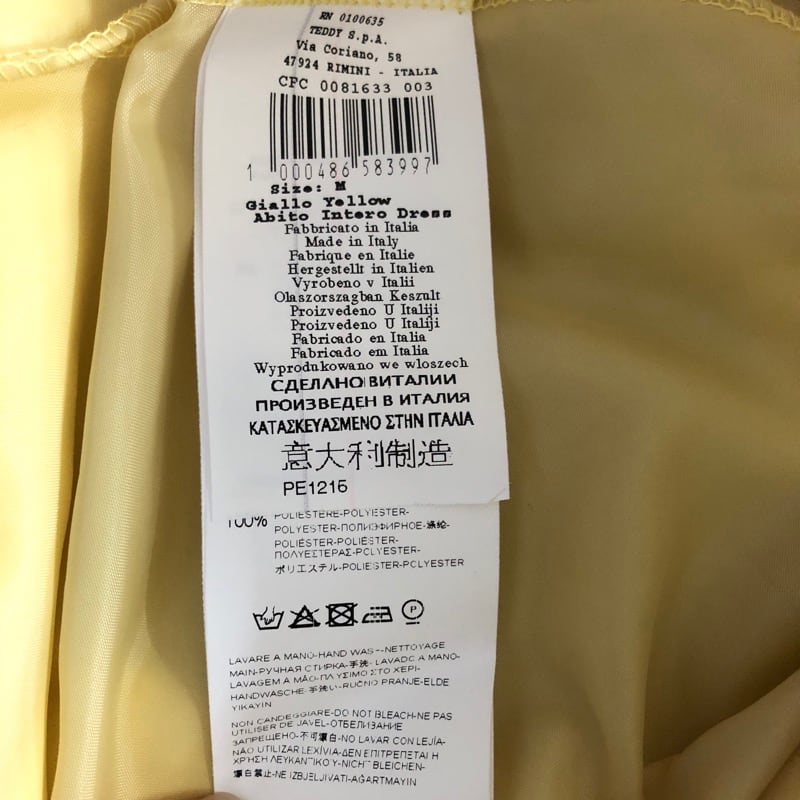 RN 0100635
TEDDY S.p.A.
Via Coriano, 58
47924 RIMINI - ITALIA
CFC 0081633 003
1 000486 583997
Size: M
Giallo Yellow
Abito Intero Dress
Fabbricato in Italia
Made in Italy
Fabrique en Italie
Hergestellt in Italien
Vyrobeno v Italii
Olaszorszagban Keszult
Proizvedeno U Italiji
Proizvedeno U Italiji
Fabricado en Italia
Fabricado em Italia
Wyprodukowano we wloszech
СДЕЛАНО ВИТАЛИИ
ПРОИЗВЕДЕН В ИТАЛИЯ
ΚΑΤΑΣΚΕΥΑΣΜΕΝΟ ΣΤΗΝ ΙΤΑΛΙΑ
意大利制造
PE1216
100% POLIESTERE-POLYESTER-
POLYESTER-ПОЛИЭФИРНОЕ-涤纶-
POLIÉSTER-POLIÉSTER-
ΠΟΛΥΕΣΤΕΡΑΣ-POLYESTER-
ポリエステル-POLIESTER-POLYESTER
P
LAVARE A MANO-HAND WASH-NETTOYAGE
MAIN-РУЧНАЯ СТИРКА-手洗-LAVADO A MANO-
LAVAGEM A MÃO-ΠΛΥΣΙΜΟ ΣΤΟ ΧΕΡΙ-
HANDWÄSCHE-手洗い-RUČNO PRANJE-ELDE
YIKAYIN
NON CANDEGGIARE-DO NOT BLEACH-NE PAS
UTILISER DE JAVEL-ОТБЕЛИВАНИЕ
ЗАПРЕЩЕНО-不可漂白-NO LAVAR CON LEJÍA-
NÃO UTILIZAR LEXÍVIA-ΔΕΝ ΕΠΙΤΡΕΠΕΤΑΙ Η
ΧΡΗΣΗ ΛΕΥΚΑΝΤΙΚΟΥ-NICHT BLEICHEN-
漂白禁止-NE IZBJELJIVATI-AĞARTMAYIN